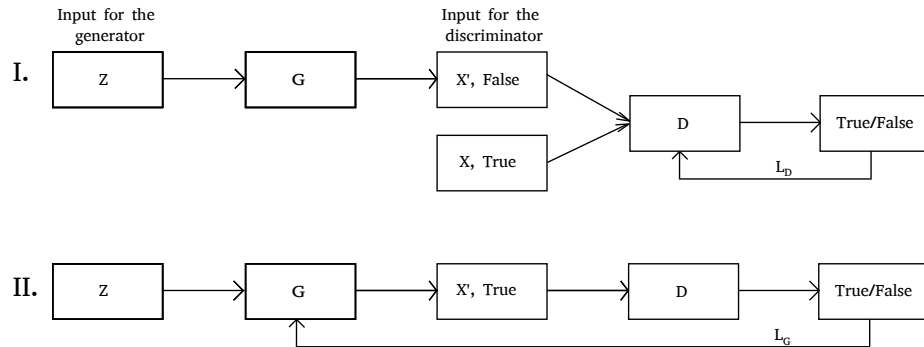 Input for the
generator
Input for the
discriminator
I.
Z
G
X', False
X, True
D
True/False
L_D
II.
Z
G
X', True
D
True/False
L_G